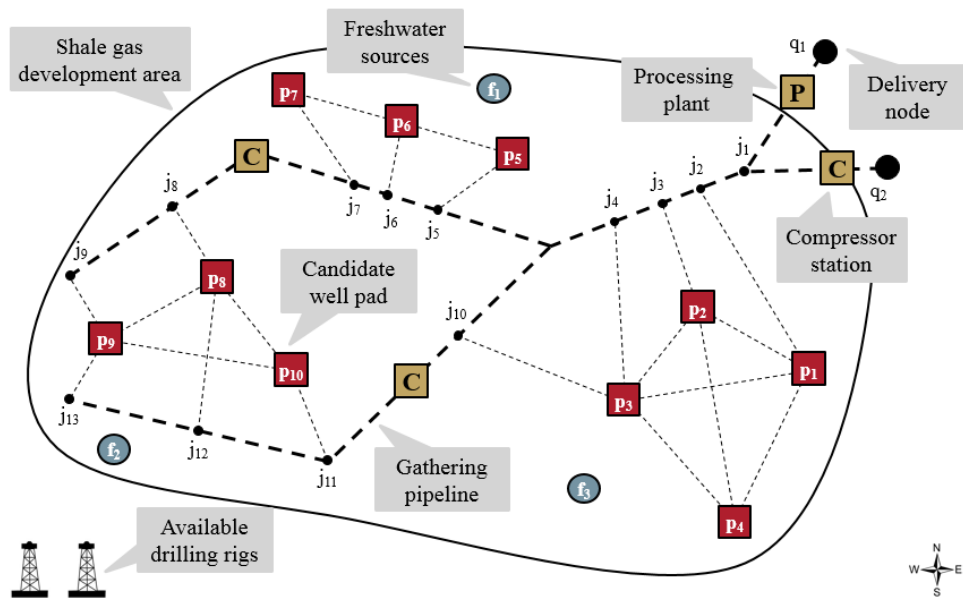 Shale gas
development area
Freshwater
sources
f1
q1
Processing
plant
P
Delivery
node
p7
p6
p5
C
j8
j7
j6
j5
j4
j3
j2
j1
C
q2
Compressor
station
j9
p8
Candidate
well pad
p9
p10
j10
C
p2
p1
p3
j13
j12
j11
f2
Gathering
pipeline
f3
p4
Available
drilling rigs
N
W E
S